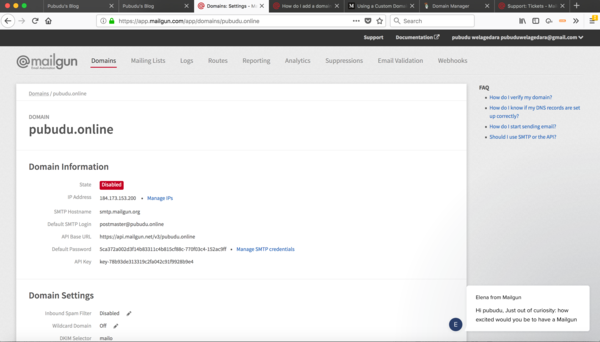 Pubudu's Blog
Pubudu's Blog
Domains: Settings - M
How do I add a doma
Using a Custom Dem
Domain Manager
Support: Tickets - Ma
https://app.mailgun.com/app/domains/pubudu.online
Search
Support
Documentation
pubudu welagedara pubuduwelagedara@gmail.com
mailgun
Domains
Mailing Lists
Logs
Routes
Reporting
Analytics
Suppressions
Email Validation
Webhooks
Domains / pubudu.online
DOMAIN
pubudu.online
Domain Information
State Disabled
IP Address 184.173.153.200 • Manage IPs
SMTP Hostname smtp.mailgun.org
Default SMTP Login postmaster@pubudu.online
API Base URL https://api.mailgun.net/v3/pubudu.online
Default Password • Manage SMTP credentials
API Key
Domain Settings
Inbound Spam Filter Disabled
Wildcard Domain Off
DKIM Selector mailo
FAQ
• How do I verify my domain?
• How do I know if my DNS records are set
up correctly?
• How do I start sending email?
• Should I use SMTP or the API?
E
Elena from Mailgun
Hi pubudu, Just out of curiosity: how
excited would you be to have a Mailgun